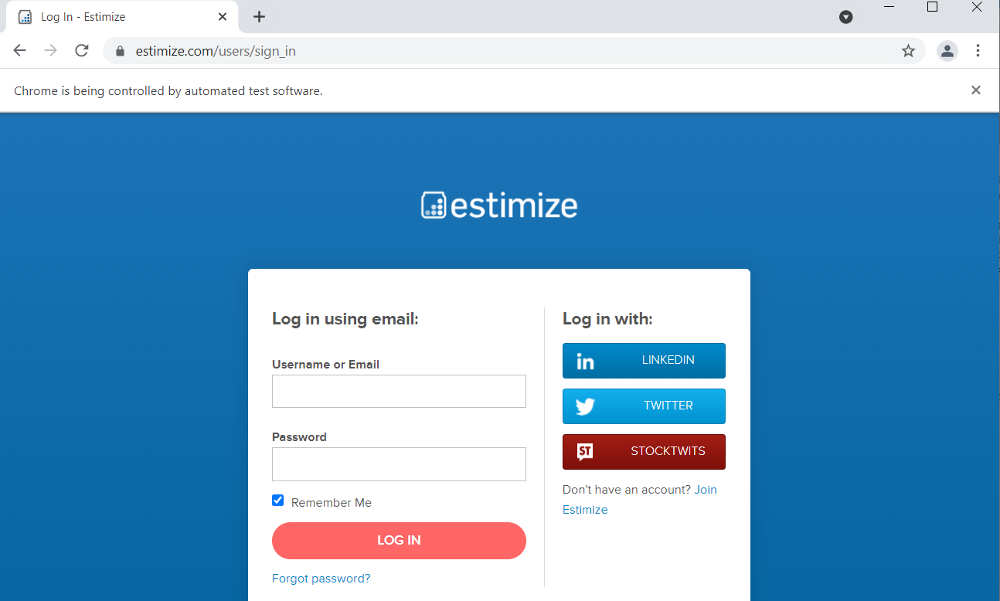 Log In - Estimize
estimize.com/users/sign_in
Chrome is being controlled by automated test software.
estimize
Log in using email:
Username or Email
Password
Remember Me
LOG IN
Forgot password?
Log in with:
in LINKEDIN
TWITTER
ST STOCKTWITS
Don't have an account? Join
Estimize